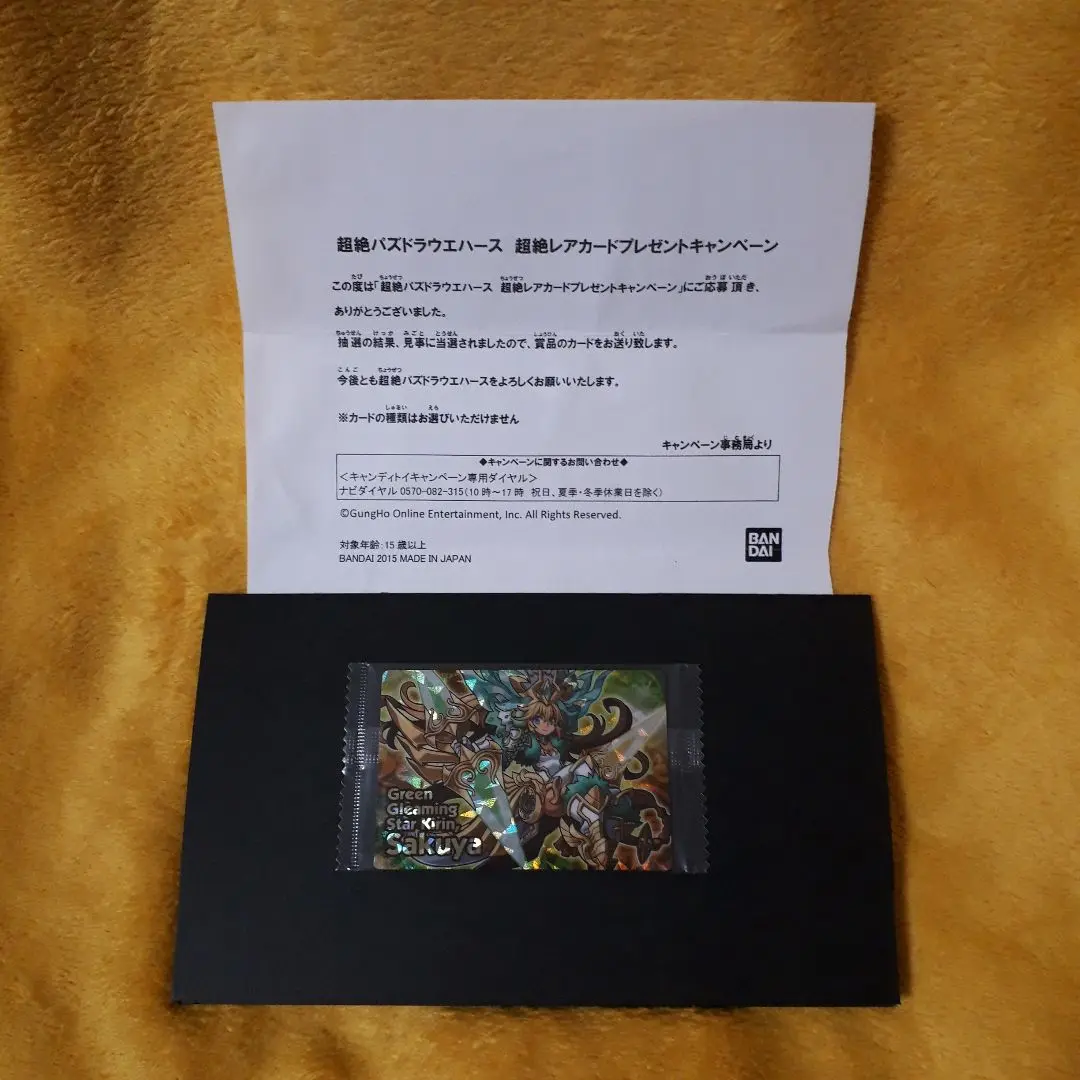 超絶パズドラウエハース 超絶レアカードプレゼントキャンペーン
この度は「超絶パズドラウエハース 超絶レアカードプレゼントキャンペーン」にご応募頂き、
ありがとうございました。
抽選の結果、見事に当選されましたので、賞品のカードをお送り致します。
今後とも超絶パズドラウエハースをよろしくお願いいたします。
※カードの種類はお選びいただけません
キャンペーン事務局より
◆キャンペーンに関するお問い合わせ◆
＜キャンディトイキャンペーン専用ダイヤル＞
ナビダイヤル 0570-082-315(10時～17時 祝日、夏季・冬季休業日を除く)
©GungHo Online Entertainment, Inc. All Rights Reserved.
対象年齢:15歳以上
BANDAI 2015 MADE IN JAPAN
BAN
DAI
Green
Gleaming
Star Kirin,
Sakuya